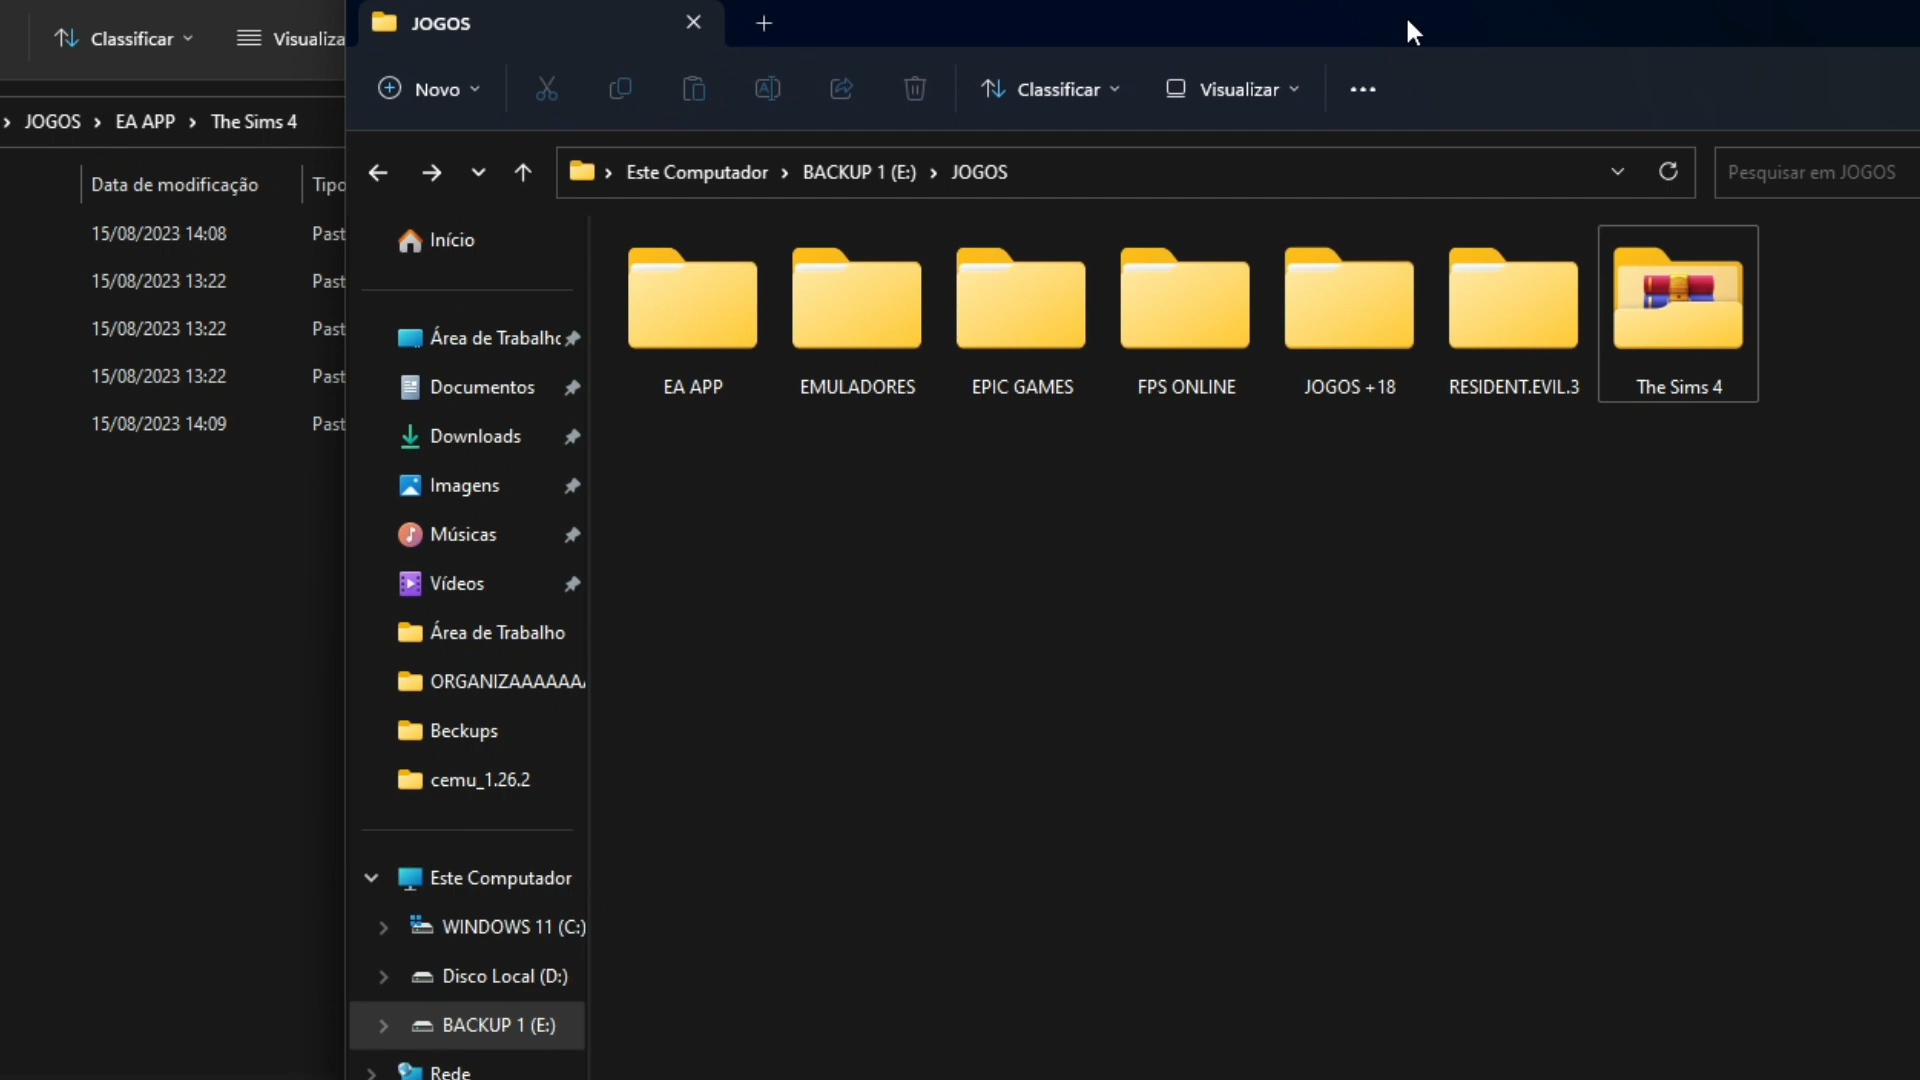 Classificar
Visualiza
JOGOS
EA APP
The Sims 4
Data de modificação
Tipo
15/08/2023 14:08
Past
15/08/2023 13:22
Past
15/08/2023 13:22
Past
15/08/2023 13:22
Past
15/08/2023 14:09
Past
JOGOS
Novo
Classificar
Visualizar
Este Computador
BACKUP 1 (E:)
JOGOS
Pesquisar em JOGOS
Início
Área de Trabalho
Documentos
Downloads
Imagens
Músicas
Vídeos
Área de Trabalho
ORGANIZAAAAAA
Beckups
cemu_1.26.2
Este Computador
WINDOWS 11 (C:)
Disco Local (D:)
BACKUP 1 (E:)
Rede
EA APP
EMULADORES
EPIC GAMES
FPS ONLINE
JOGOS +18
RESIDENT.EVIL.3
The Sims 4